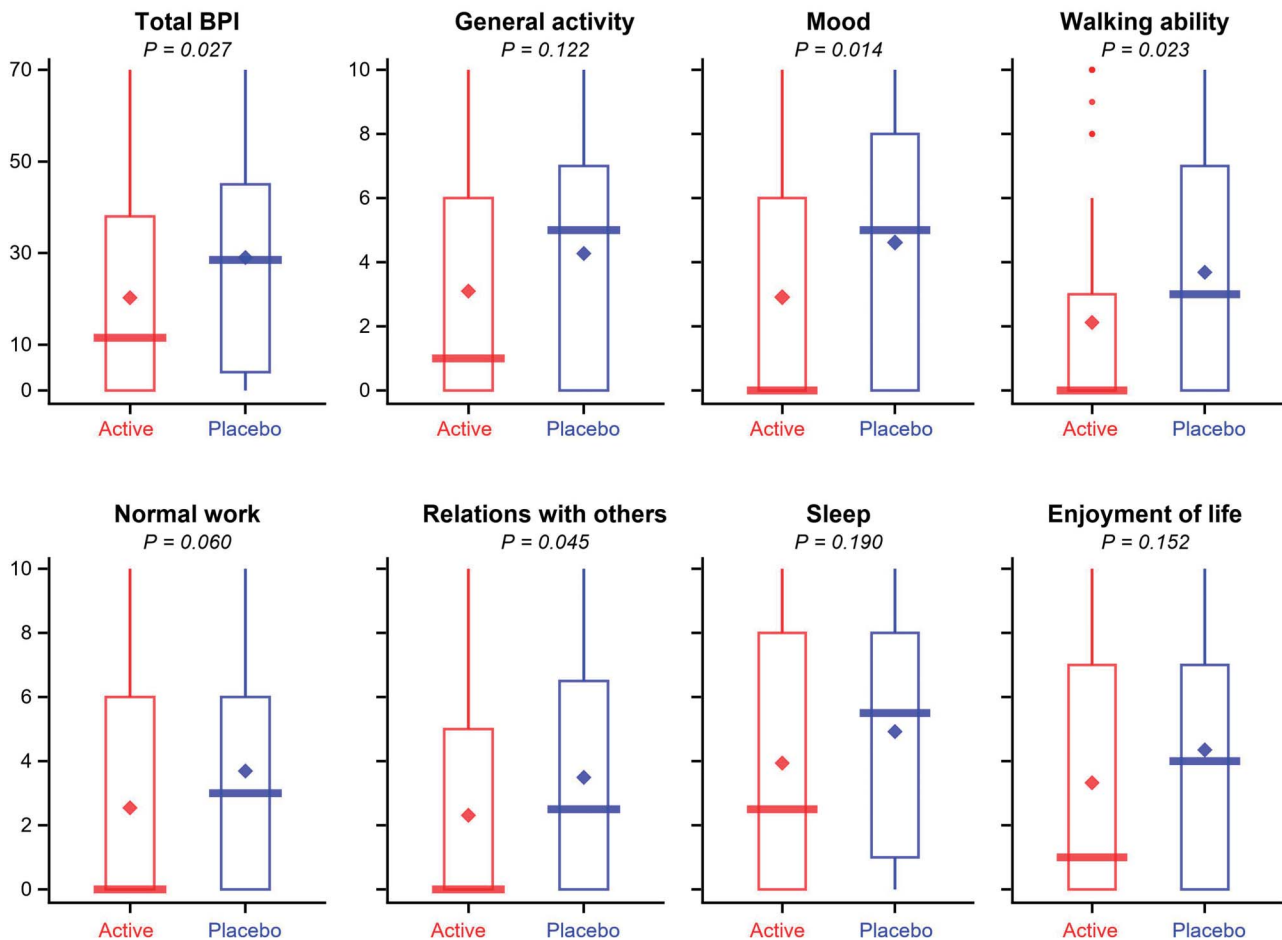 Total BPI
P = 0.027
General activity
P = 0.122
Mood
P = 0.014
Walking ability
P = 0.023
70
50
30
10
0
10
8
6
4
2
0
Active
Placebo
Active
Placebo
Active
Placebo
Active
Placebo
Normal work
P = 0.060
Relations with others
P = 0.045
Sleep
P = 0.190
Enjoyment of life
P = 0.152
10
8
6
4
2
0
Active
Placebo
Active
Placebo
Active
Placebo
Active
Placebo